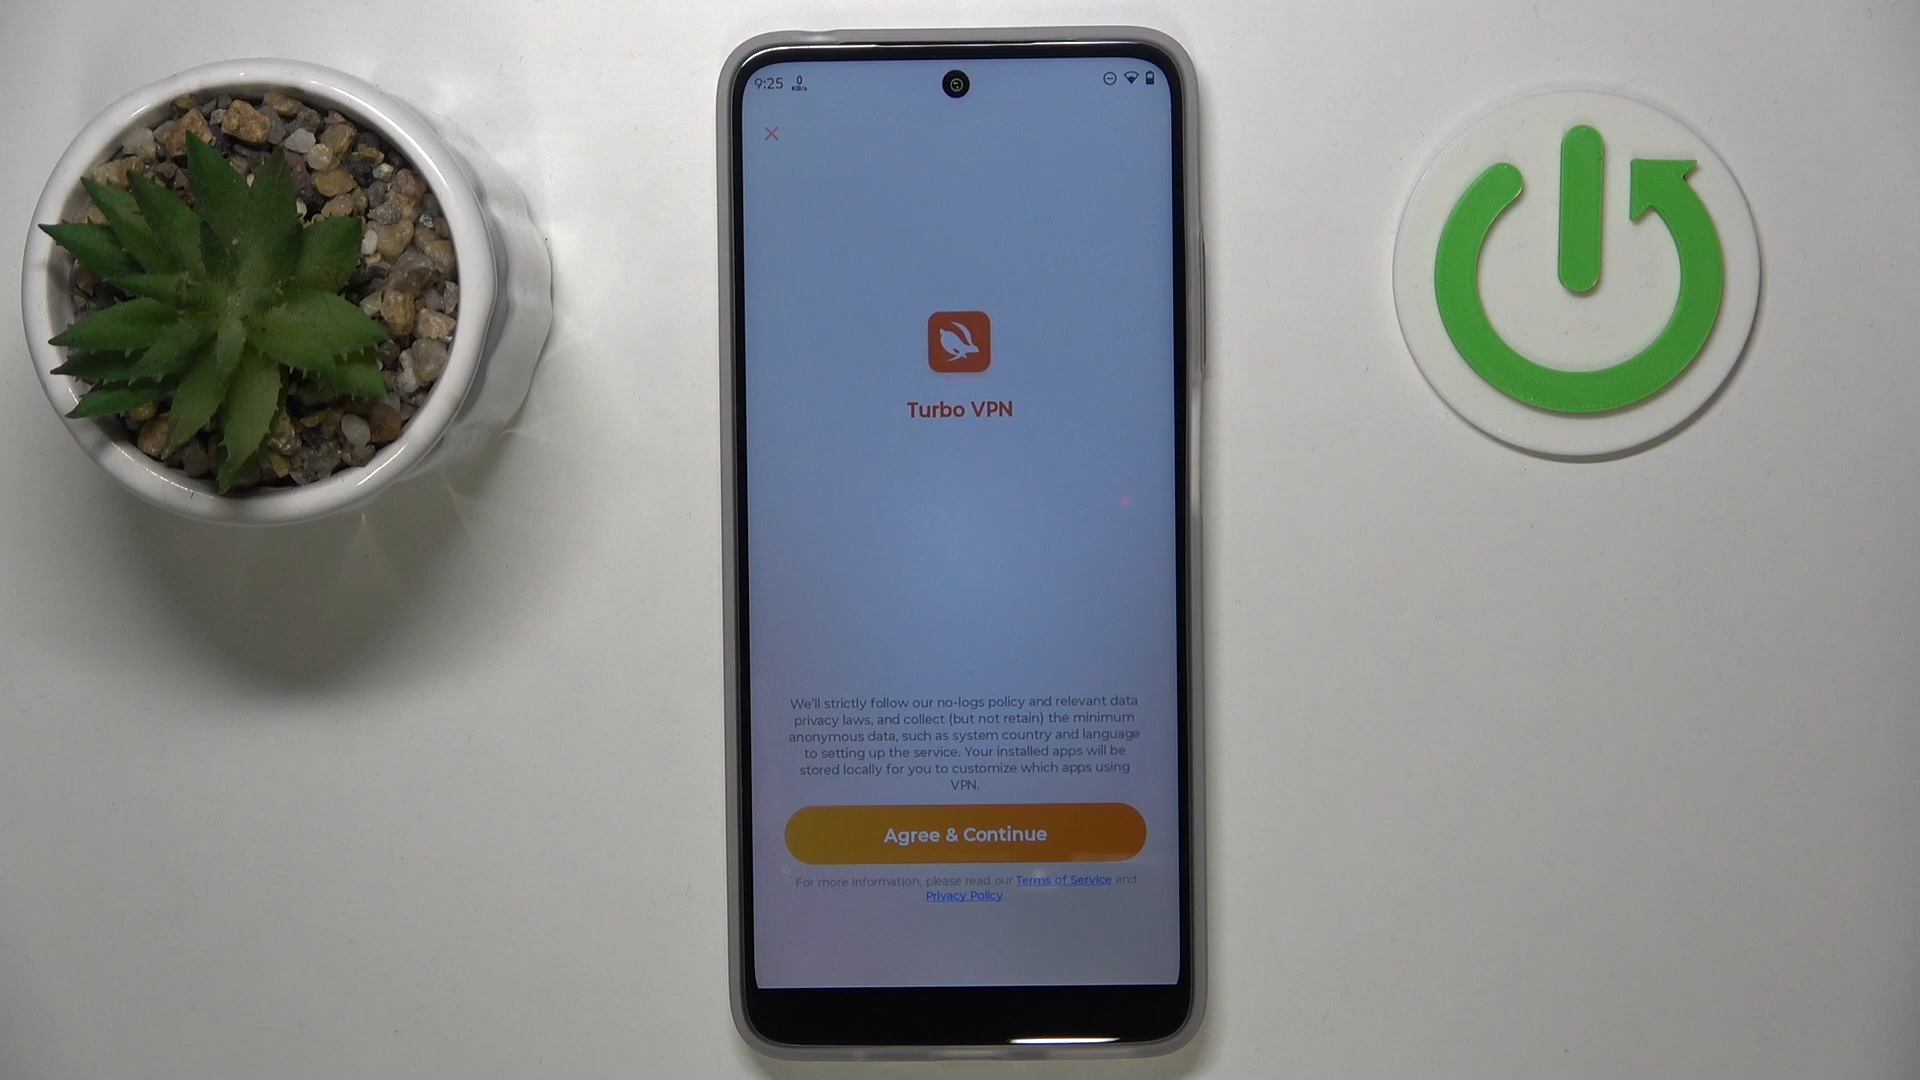 9:25 0
KB/s
Turbo VPN
We'll strictly follow our no-logs policy and relevant data
privacy laws, and collect (but not retain) the minimum
anonymous data, such as system country and language
to setting up the service. Your installed apps will be
stored locally for you to customize which apps using
VPN.
Agree & Continue
For more information, please read our Terms of Service and
Privacy Policy